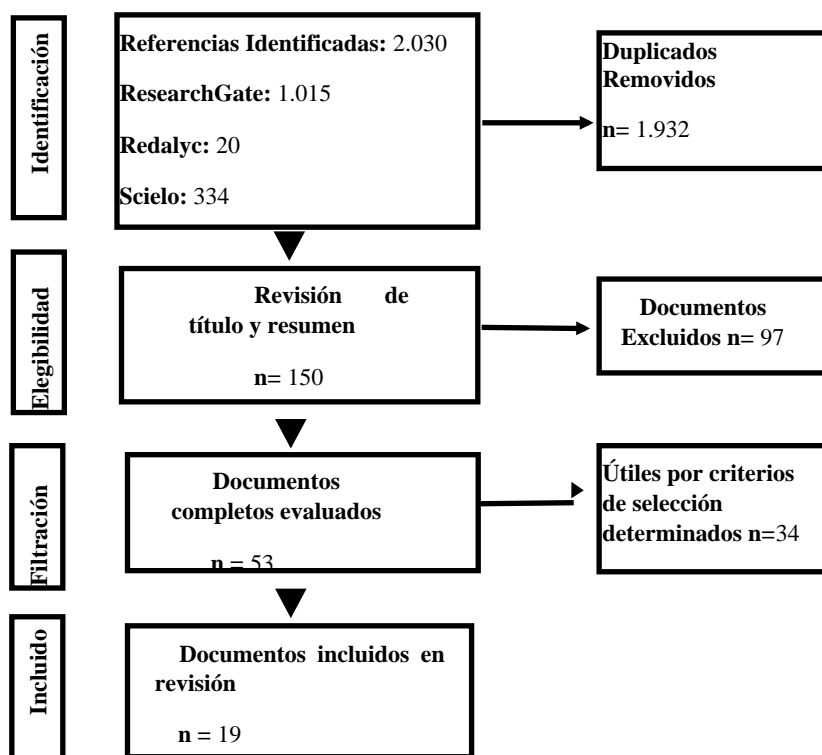 Identificación
Referencias Identificadas: 2.030
ResearchGate: 1.015
Redalyc: 20
Scielo: 334
Duplicados
Removidos
n= 1.932
Elegibilidad
Revisión de
título y resumen
n= 150
Documentos
Excluidos n= 97
Filtración
Documentos
completos evaluados
n = 53
Útiles por criterios
de selección
determinados n=34
Incluido
Documentos incluidos en
revisión
n = 19